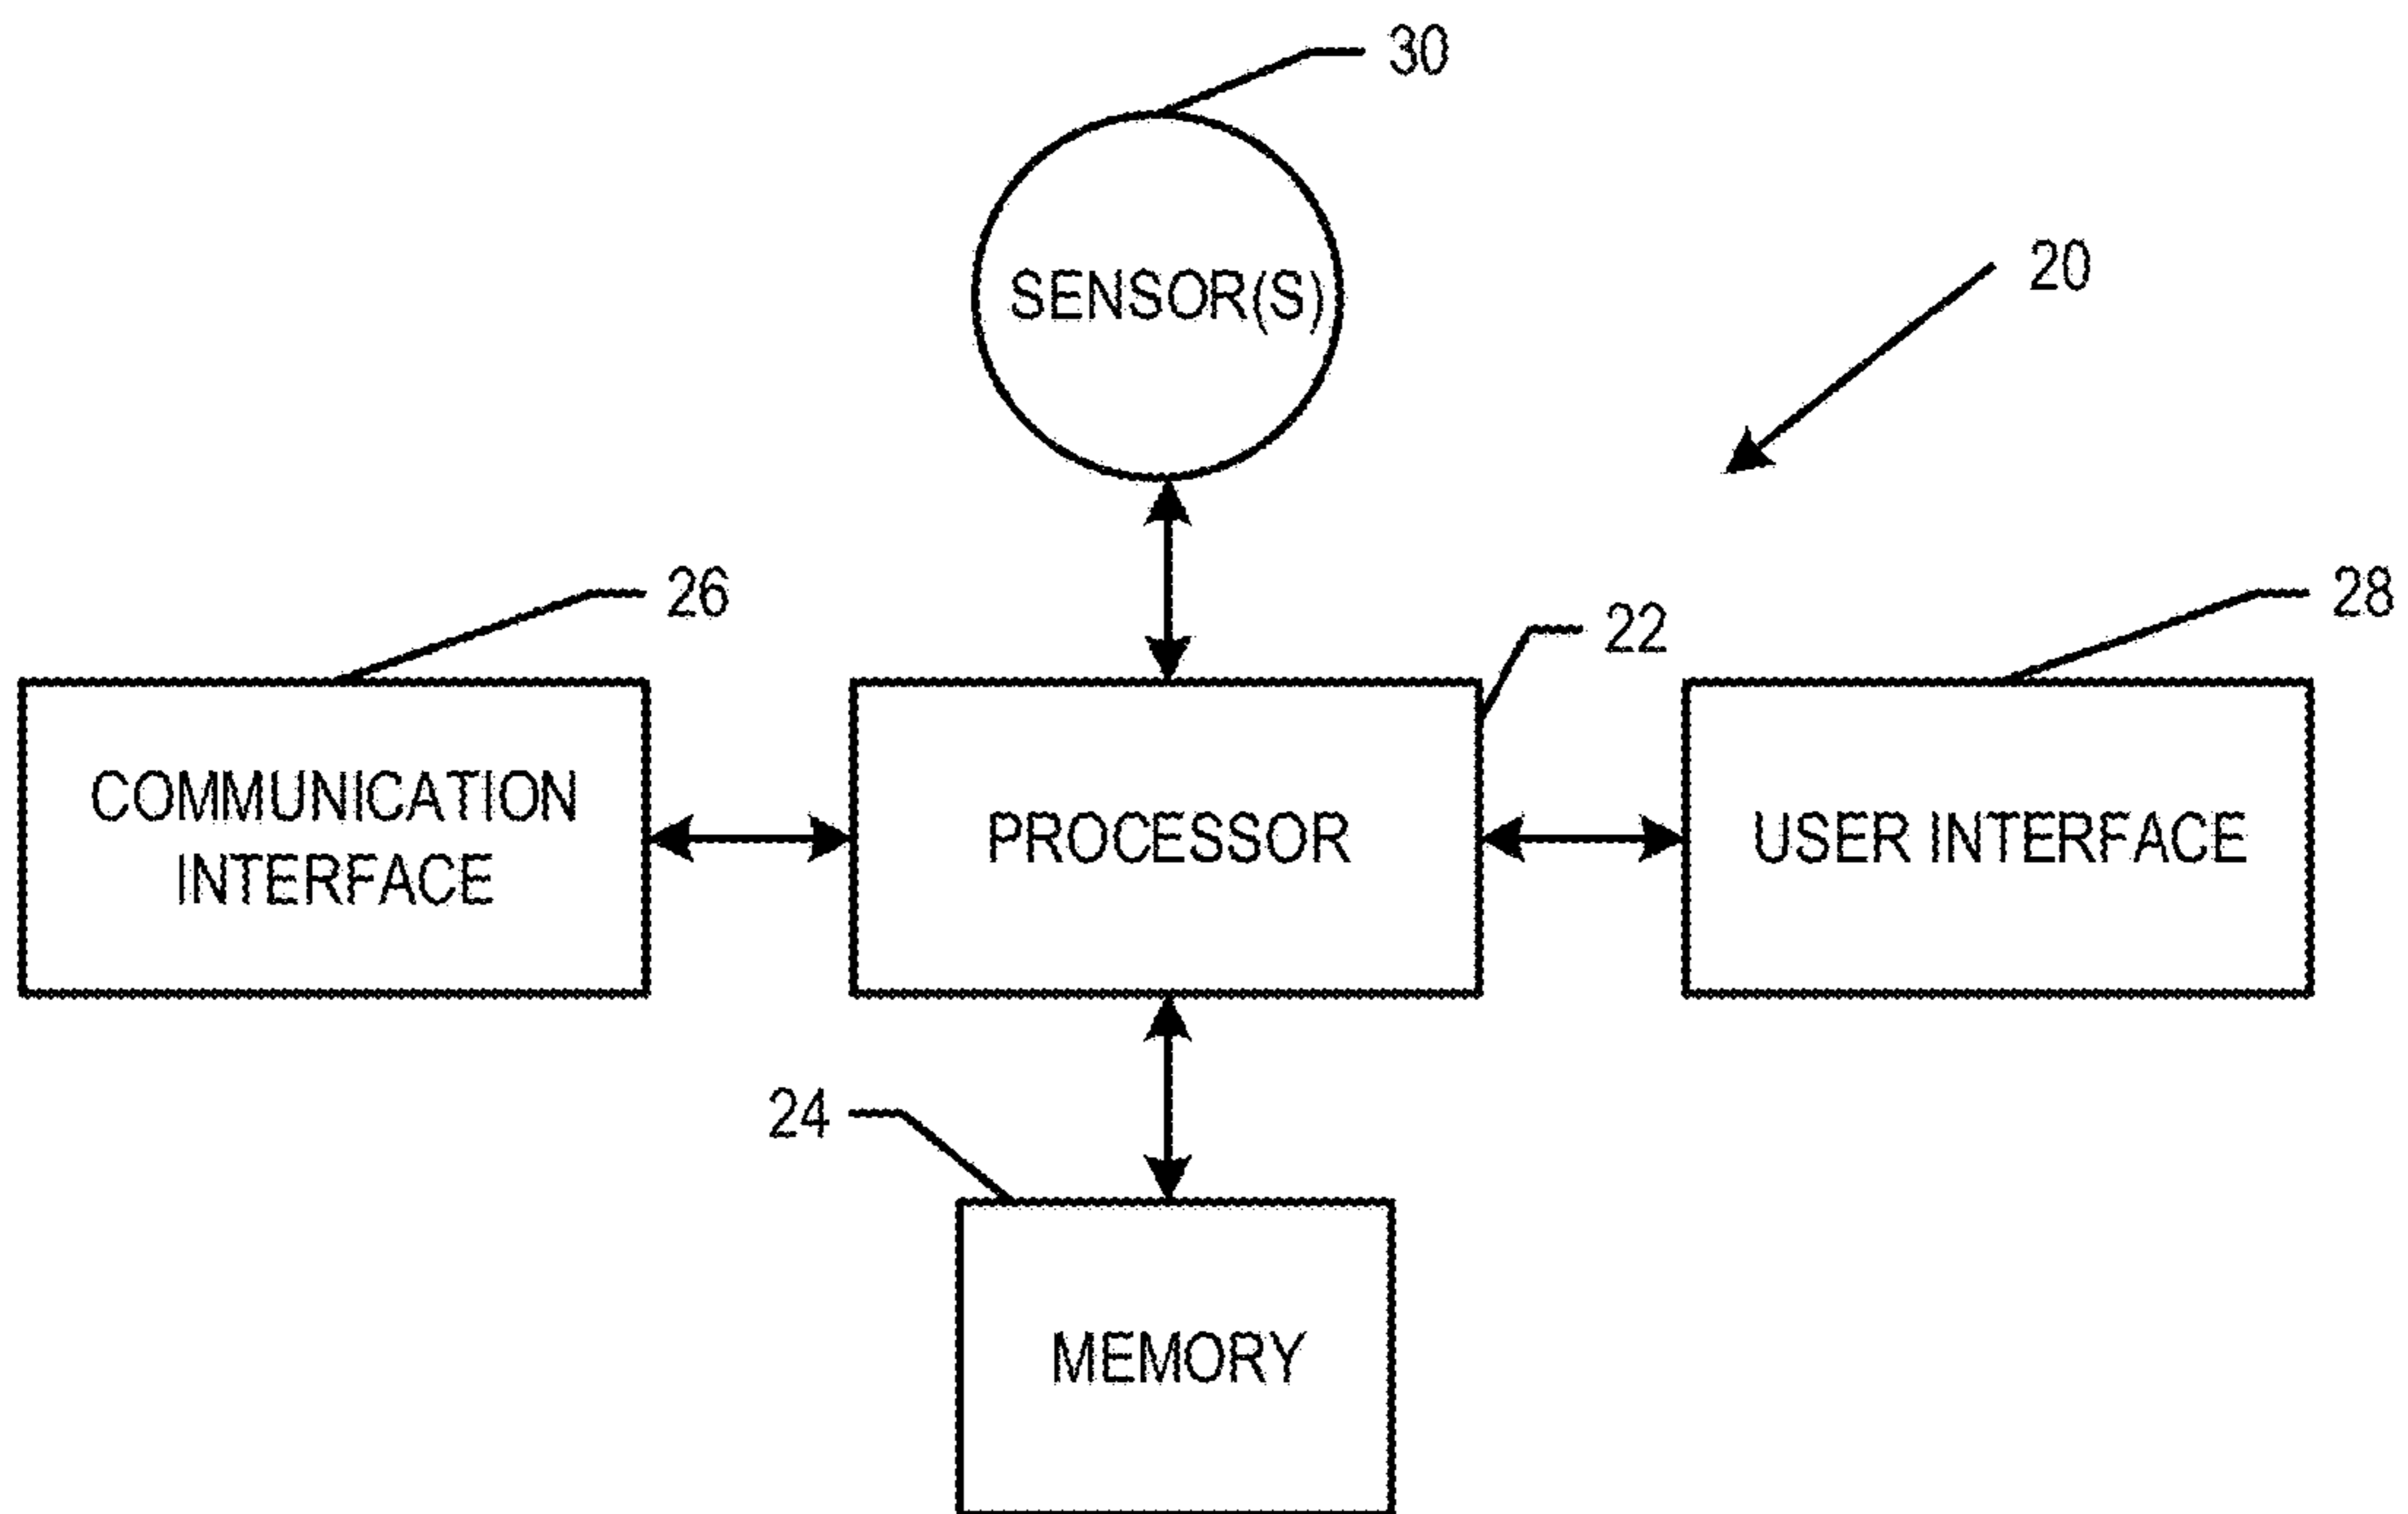 30
SENSOR(S)
20
26
22
28
COMMUNICATION
INTERFACE
PROCESSOR
USER INTERFACE
24
MEMORY